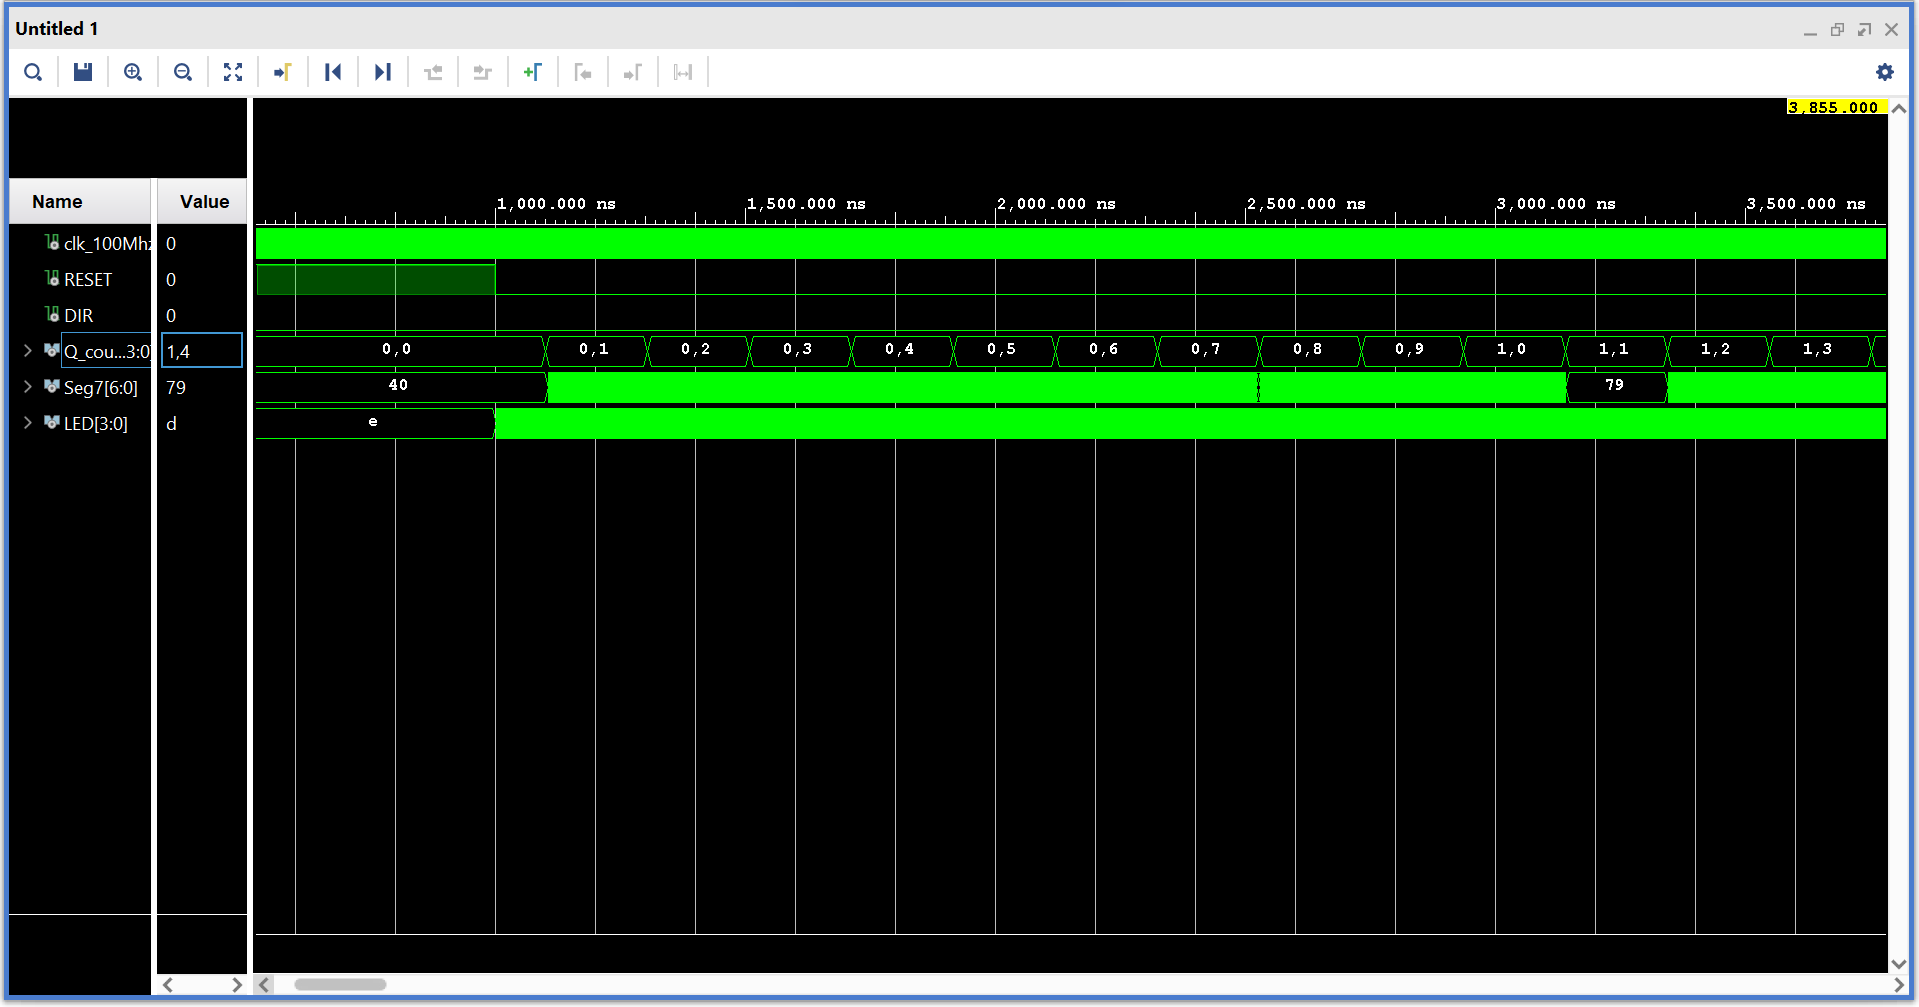 Untitled 1
3,855.000
Name Value
1,000.000 ns 1,500.000 ns 2,000.000 ns 2,500.000 ns 3,000.000 ns 3,500.000 ns
clk_100Mhz 0
RESET 0
DIR 0
Q_cou...3:0] 1,4 0,0 0,1 0,2 0,3 0,4 0,5 0,6 0,7 0,8 0,9 1,0 1,1 1,2 1,3
Seg7[6:0] 79 40 79
LED[3:0] d e